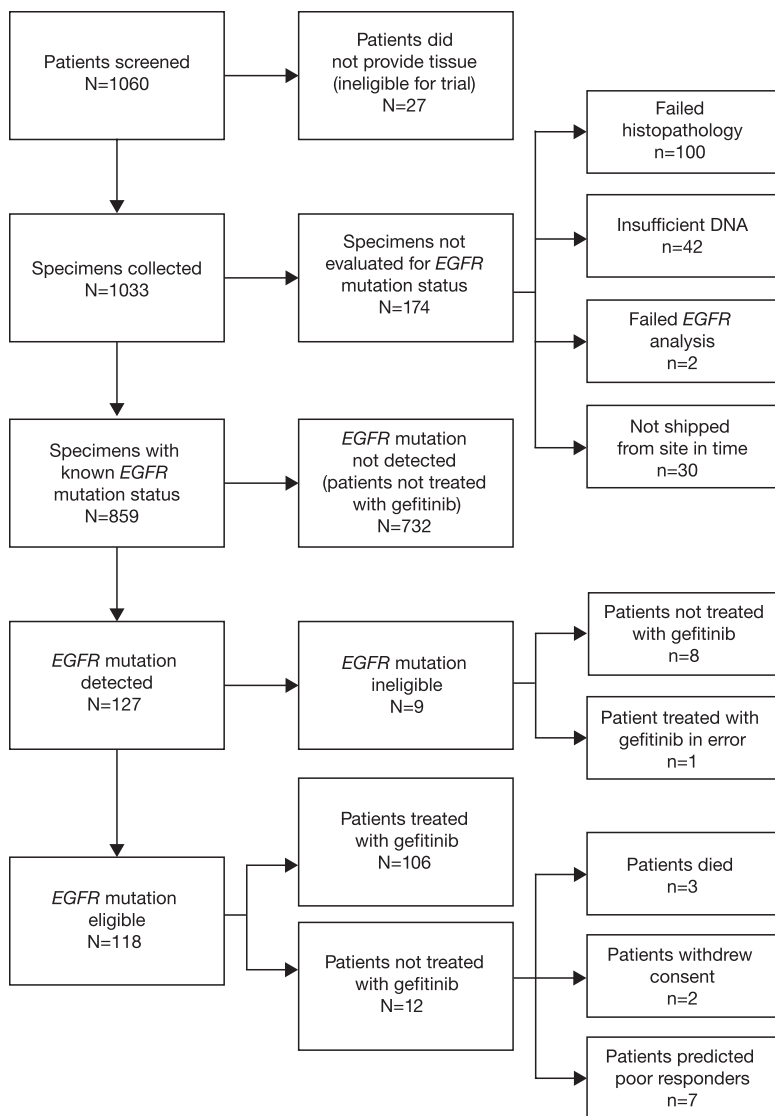 Patients screened
N=1060
Patients did
not provide tissue
(ineligible for trial)
N=27
Failed
histopathology
n=100
Specimens collected
N=1033
Specimens not
evaluated for EGFR
mutation status
N=174
Insufficient DNA
n=42
Failed EGFR
analysis
n=2
Not shipped
from site in time
n=30
Specimens with
known EGFR
mutation status
N=859
EGFR mutation
not detected
(patients not treated
with gefitinib)
N=732
EGFR mutation
detected
N=127
EGFR mutation
ineligible
N=9
Patients not treated
with gefitinib
n=8
Patient treated with
gefitinib in error
n=1
EGFR mutation
eligible
N=118
Patients treated
with gefitinib
N=106
Patients not treated
with gefitinib
N=12
Patients died
n=3
Patients withdrew
consent
n=2
Patients predicted
poor responders
n=7